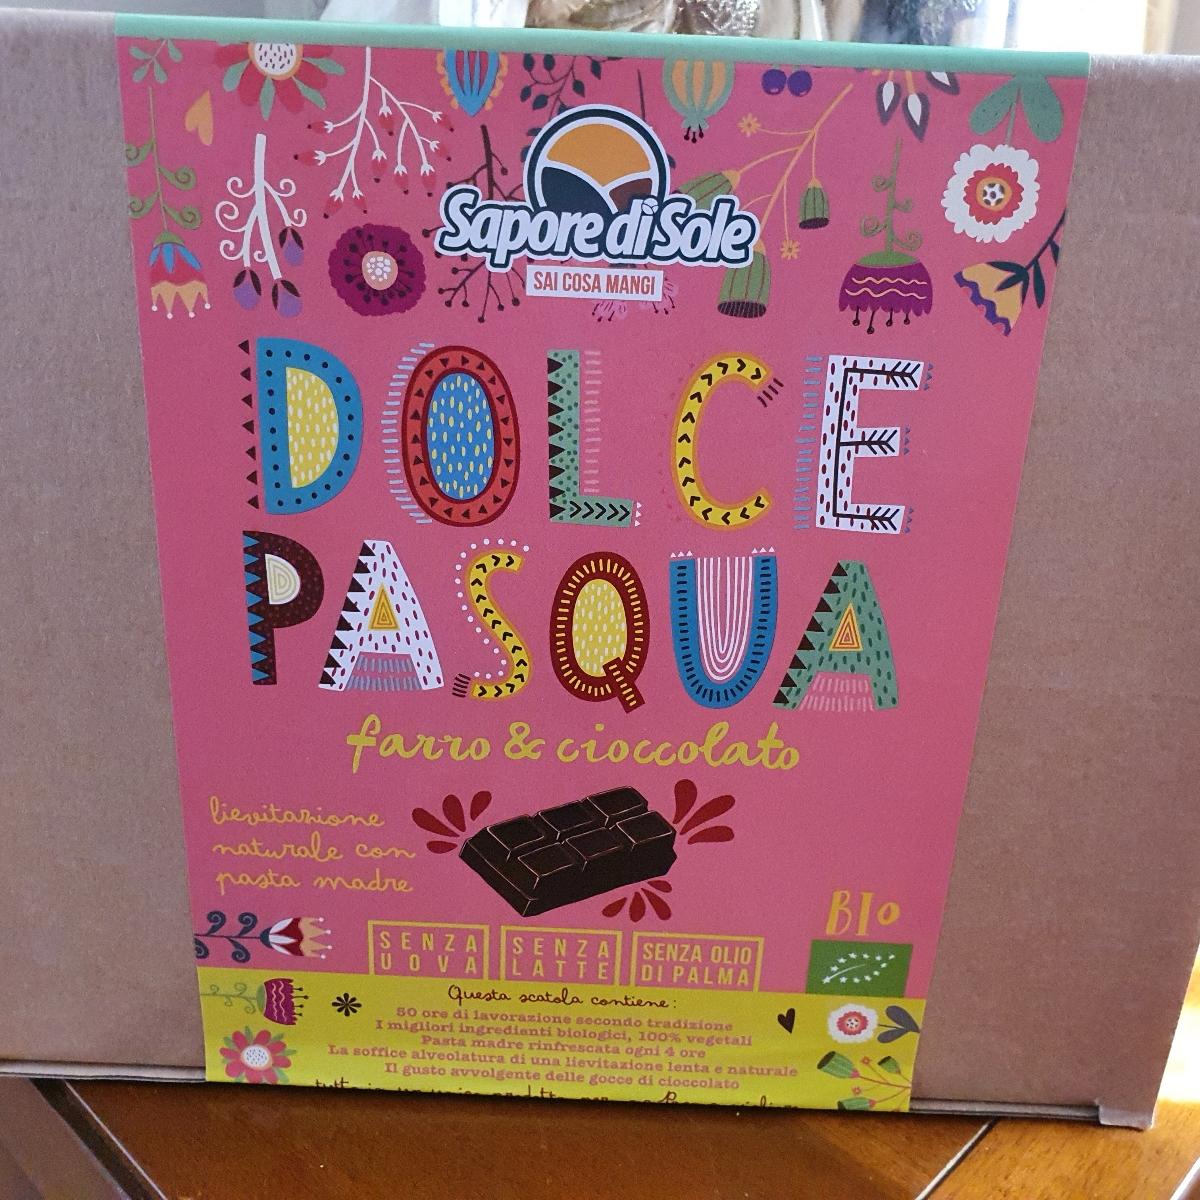 Sapore di Sole
SAI COSA MANGI
DOLCE
PASQUA
farro & cioccolato
lievitazione
naturale con
pasta madre
BIO
SENZA
UOVA
SENZA
LATTE
SENZA OLIO
DI PALMA
Questa scatola contiene:
50 ore di lavorazione secondo tradizione
I migliori ingredienti biologici, 100% vegetali
Pasta madre rinfrescata ogni 4 ore
La soffice alveolatura di una lievitazione lenta e naturale
Il gusto avvolgente delle gocce di cioccolato